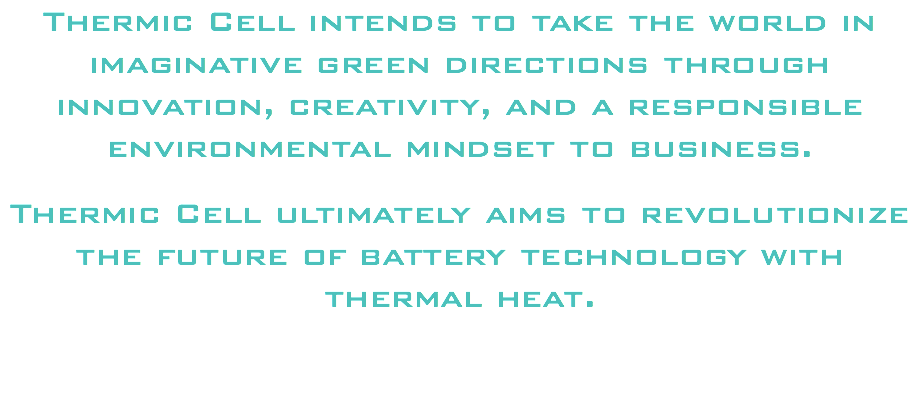 Thermic Cell intends to take the world in
imaginative green directions through
innovation, creativity, and a responsible
environmental mindset to business.
Thermic Cell ultimately aims to revolutionize
the future of battery technology with
thermal heat.